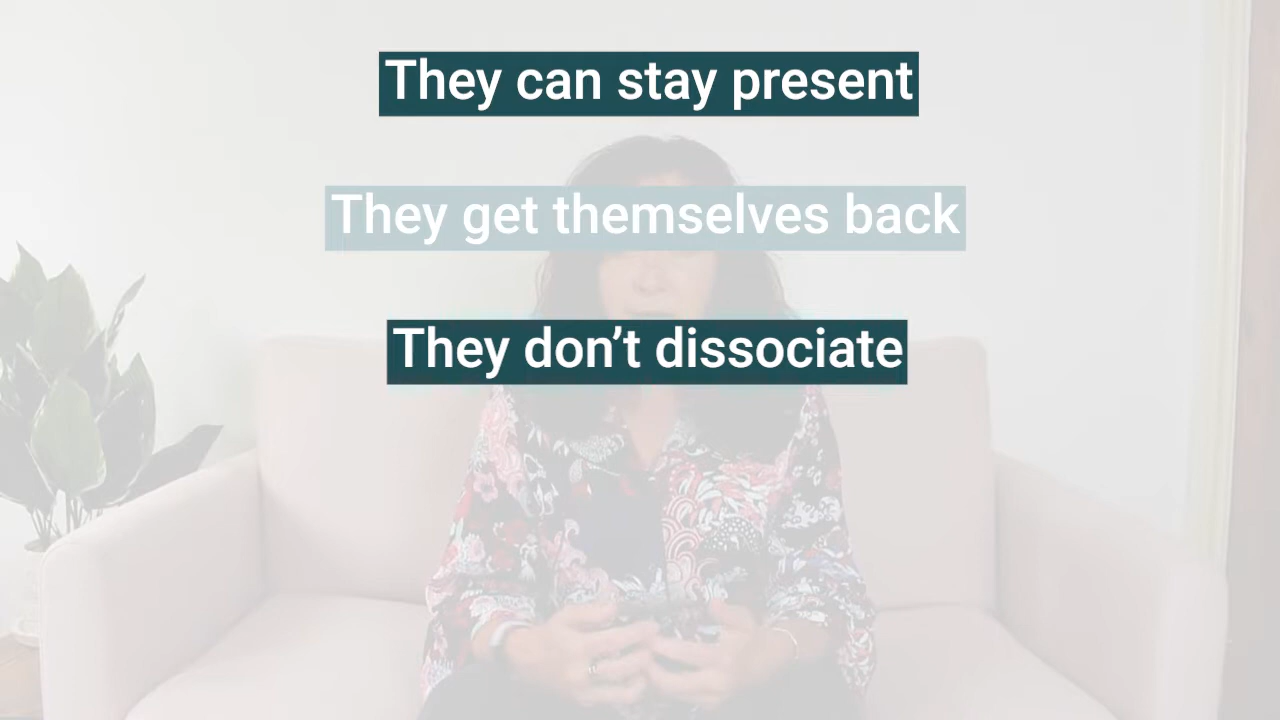 They can stay present
They get themselves back
They don’t dissociate